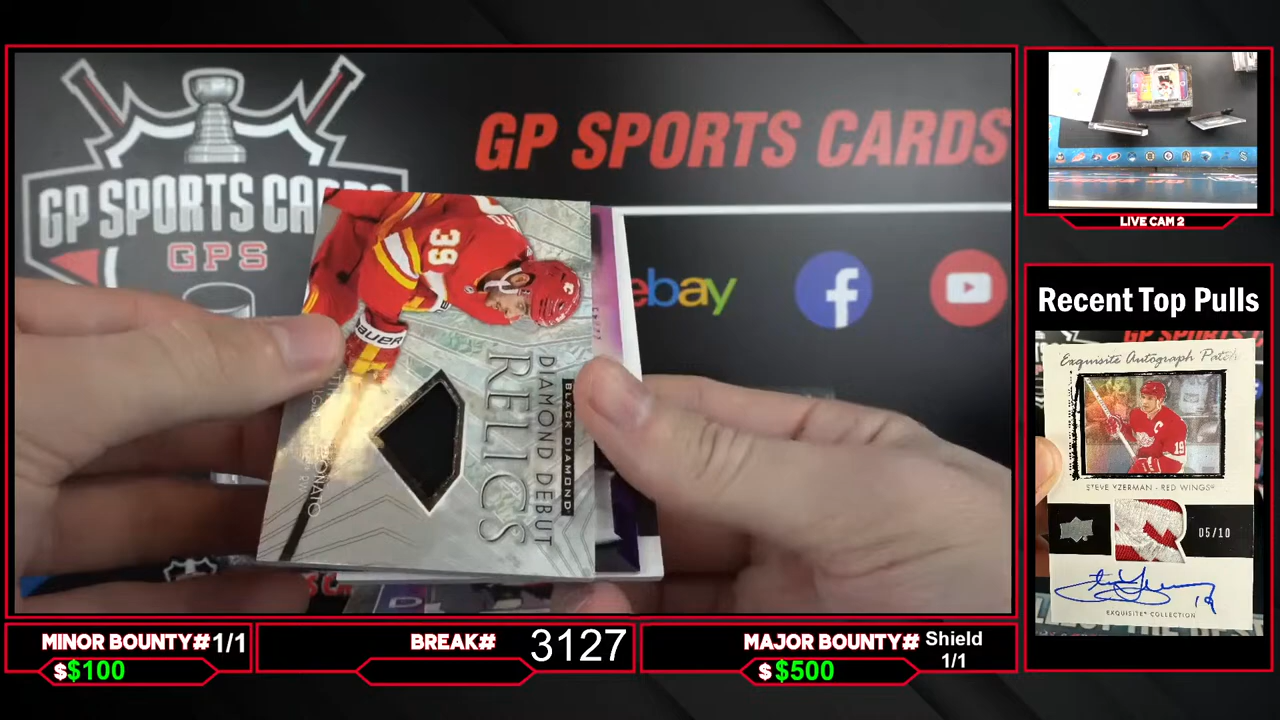 GP SPORTS CA
GPS
GP SPORTS CARDS
ebay
39
BAUER
BLACK DIAMOND
DIAMOND DEBUT
RELICS
LIVE CAM 2
Recent Top Pulls
Exquisite Autograph Patch
19
STEVE YZERMAN - RED WINGS
05/10
EXQUISITE COLLECTION
MINOR BOUNTY# 1/1
$$100
BREAK# 3127
MAJOR BOUNTY# Shield
1/1
$$500